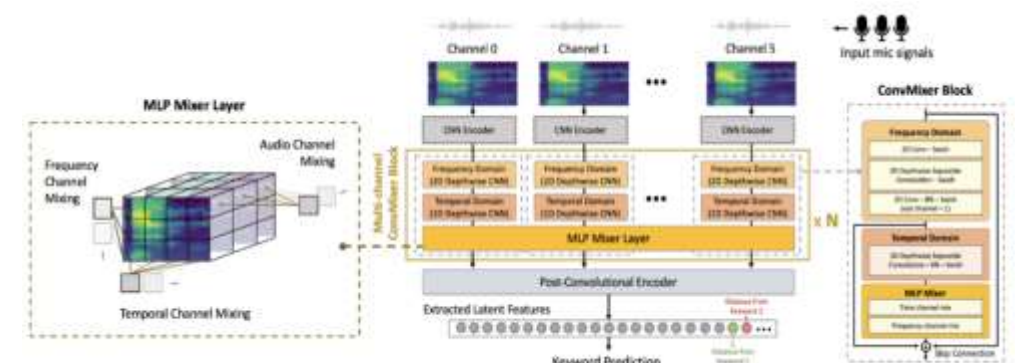 Input mic signals
Channel 0
Channel 1
Channel 5
CNN Encoder
CNN Encoder
CNN Encoder
Multi-channel
ConvMixer Block
Frequency Domain
(2D Depthwise CNN)
Frequency Domain
(2D Depthwise CNN)
Frequency Domain
(2D Depthwise CNN)
Temporal Domain
(1D Depthwise CNN)
Temporal Domain
(1D Depthwise CNN)
Temporal Domain
(1D Depthwise CNN)
MLP Mixer Layer
x N
Post-Convolutional Encoder
Extracted Latent Features
Keyword Prediction
MLP Mixer Layer
Frequency
Channel
Mixing
Audio Channel
Mixing
Temporal Channel Mixing
ConvMixer Block
Frequency Domain
Temporal Domain
MLP Mixer
Skip Connection